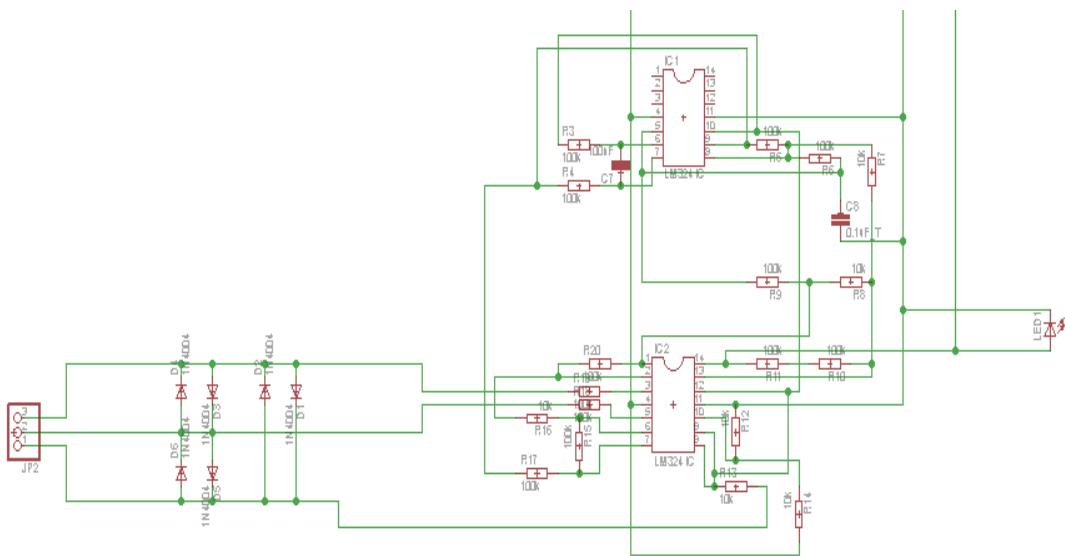 IC1
1
2
3
4
5
6
7
14
13
12
11
10
9
8
LM324 IC
R3
100k
100nF
C7
R4
100k
100k
R5
100k
R6
10k
R7
C8
100k
R9
10k
R8
LED1
1N4004
1N4004
D2
1N4004
D3
1N4004
D1
D6
1N4004
D5
1N4004
3
2
1
JP2
R20
100k
IC2
1
2
3
4
5
6
7
14
13
12
11
10
9
8
LM324 IC
100k
R11
100k
R10
10k
R16
100k
R15
R17
100k
10k
R12
R13
10k
10k
R14